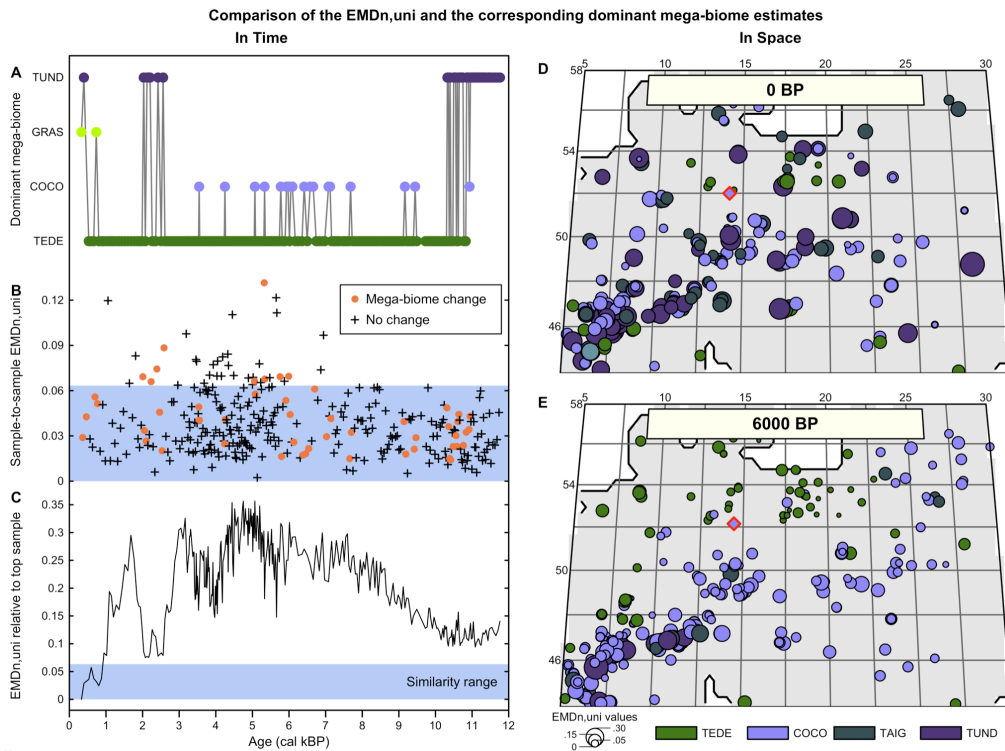 Comparison of the EMDn,uni and the corresponding dominant mega-biome estimates
In Time
In Space
A
Dominant mega-biome
TUND
GRAS
COCO
TEDE
B
Sample-to-sample EMDn,uni
0.12
0.09
0.06
0.03
0
Mega-biome change
No change
C
EMDn,uni relative to top sample
0.35
0.3
0.25
0.2
0.15
0.1
0.05
0
Similarity range
0 1 2 3 4 5 6 7 8 9 10 11 12
Age (cal kBP)
D
5 10 15 20 25 30
0 BP
58
54
50
46
E
5 10 15 20 25 30
6000 BP
58
54
50
46
EMDn,uni values
.15 .30
0 .05
TEDE COCO TAIG TUND